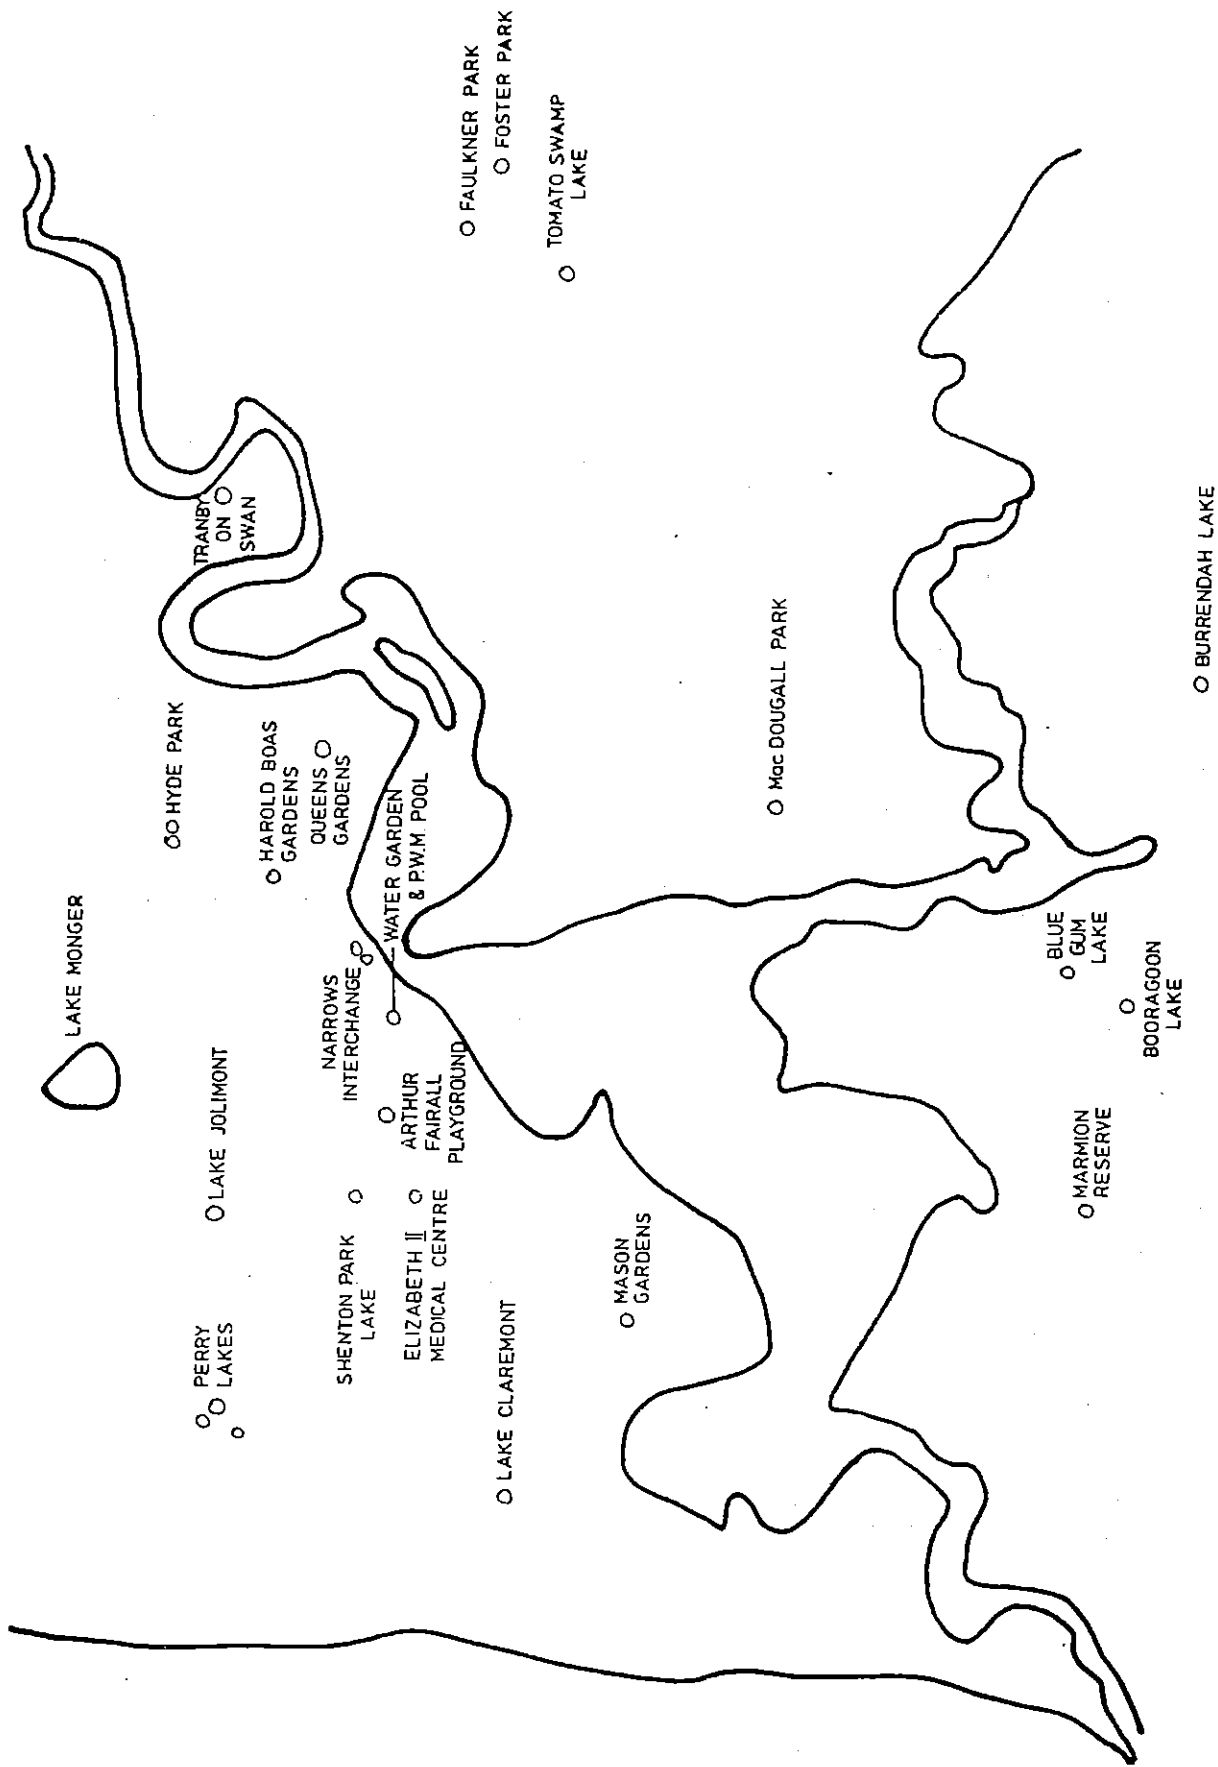 LAKE MONGER
PERRY
LAKES
LAKE JOLIMONT
HYDE PARK
TRANBY
ON
SWAN
HAROLD BOAS
GARDENS
QUEENS
GARDENS
NARROWS
INTERCHANGE
WATER GARDEN
& P.W.M. POOL
SHENTON PARK
LAKE
ARTHUR
FAIRALL
PLAYGROUND
ELIZABETH II
MEDICAL CENTRE
LAKE CLAREMONT
MASON
GARDENS
FAULKNER PARK
FOSTER PARK
TOMATO SWAMP
LAKE
Mac DOUGALL PARK
BLUE
GUM
LAKE
BOORAGOON
LAKE
MARMION
RESERVE
BURRENDAH LAKE